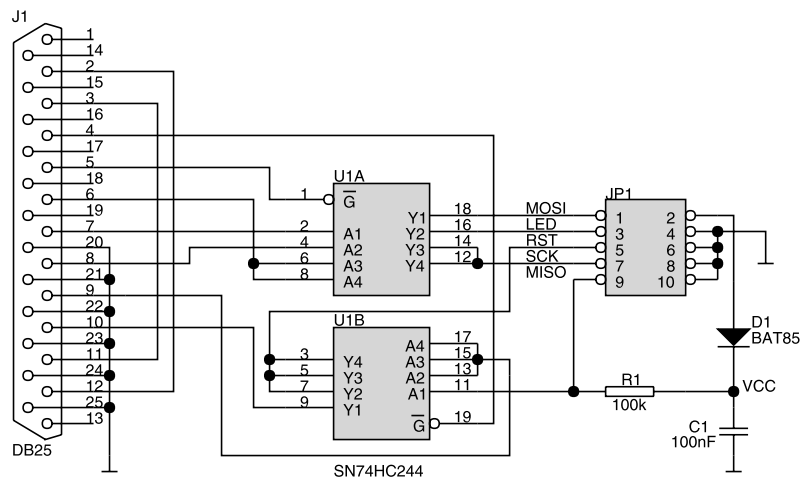 J1
1
14
2
15
3
16
4
17
5
18
6
19
7
20
8
21
9
22
10
23
11
24
12
25
13
DB25
U1A
1 G
2 A1
4 A2
6 A3
8 A4
Y1 18
Y2 16
Y3 14
Y4 12
MOSI
LED
RST
SCK
MISO
JP1
1 2
3 4
5 6
7 8
9 10
U1B
3 Y4
5 Y3
7 Y2
9 Y1
A4 17
A3 15
A2 13
A1 11
G 19
SN74HC244
D1
BAT85
R1
100k
VCC
C1
100nF